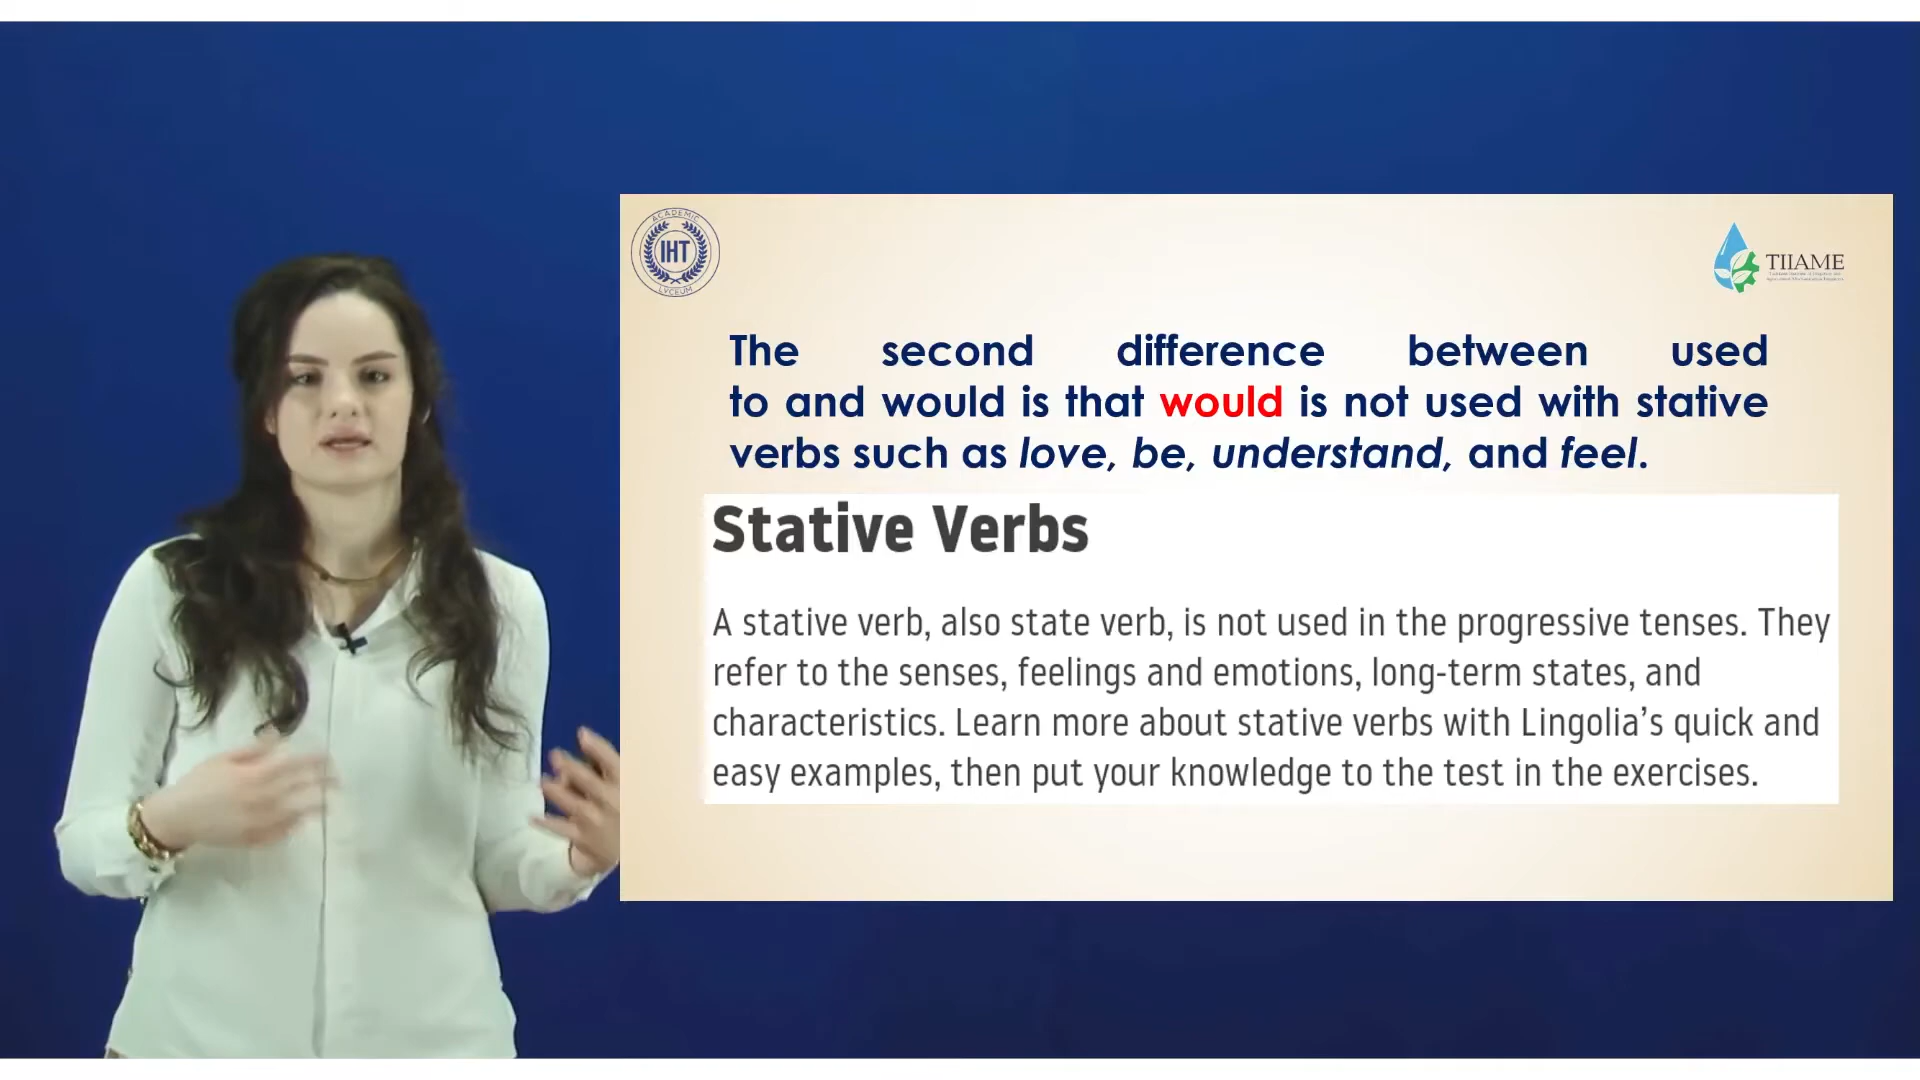 ACADEMIC
IHT
LYCEUM
TIIAME
The second difference between used
to and would is that would is not used with stative
verbs such as love, be, understand, and feel.
Stative Verbs
A stative verb, also state verb, is not used in the progressive tenses. They
refer to the senses, feelings and emotions, long-term states, and
characteristics. Learn more about stative verbs with Lingolia’s quick and
easy examples, then put your knowledge to the test in the exercises.